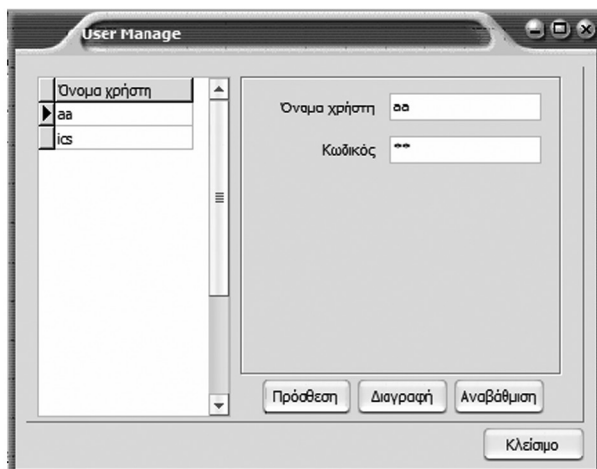 User Manage
Όνομα χρήστη
aa
ics
Όνομα χρήστη aa
Κωδικός **
Πρόσθεση Διαγραφή Αναβάθμιση
Κλείσιμο